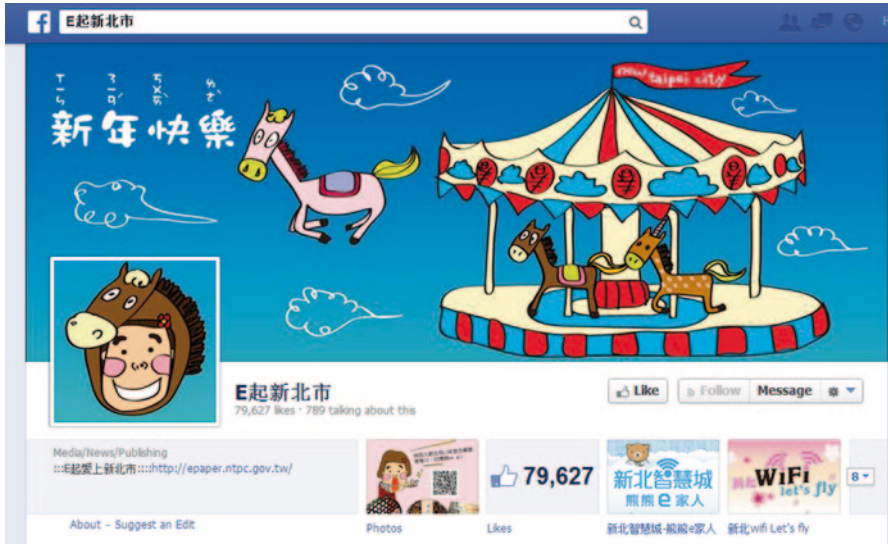 E起新北市
ㄒㄧㄣ ㄋㄧㄢˊ ㄎㄨㄞˋ ㄌㄜˋ
新年快樂
new taipei city
E起新北市
79,627 likes · 789 talking about this
Like
Follow
Message
Media/News/Publishing
:::E起愛上新北市::::http://epaper.ntpc.gov.tw/
About – Suggest an Edit
Photos
79,627
Likes
新北智慧城
熊熊e家人
新北智慧城-熊熊e家人
新北
WiFi
let's fly
新北wifi Let's fly
8